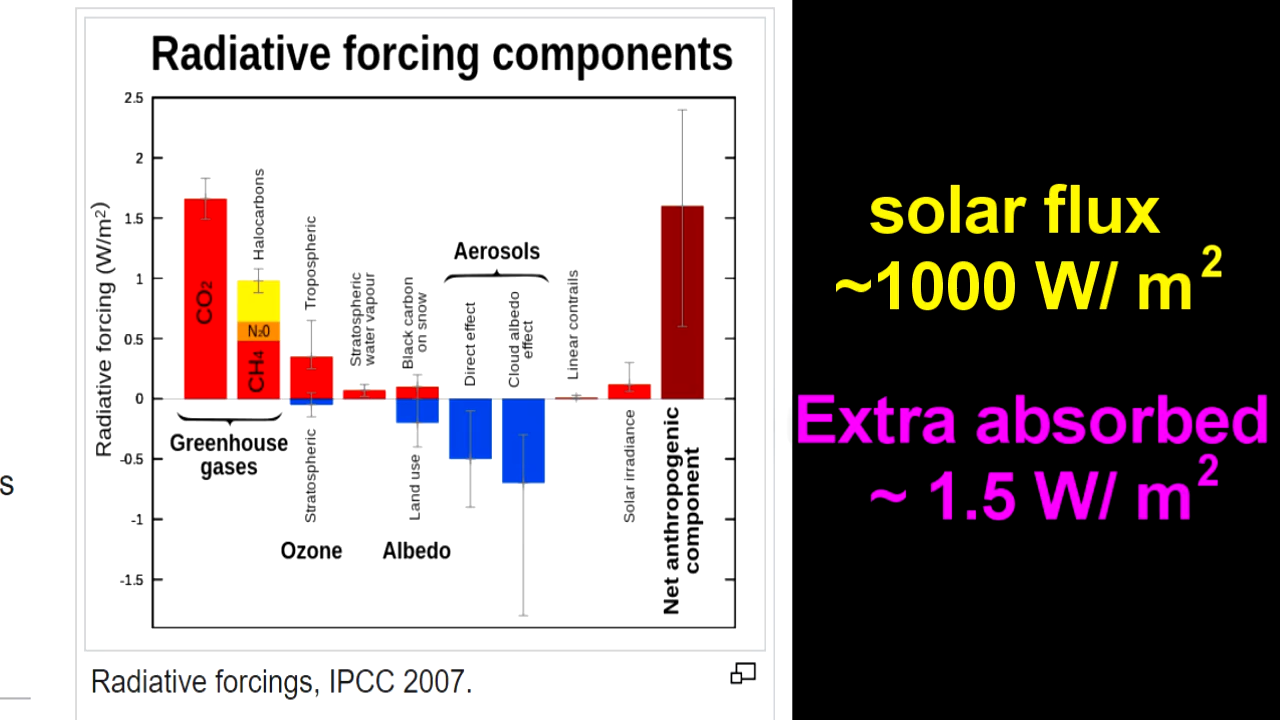 Radiative forcing components
Radiative forcing (W/m²)
2.5
2
1.5
1
0.5
0
-0.5
-1
-1.5
CO₂
Halocarbons
N₂0
CH₄
Greenhouse
gases
Tropospheric
Stratospheric
Ozone
Stratospheric
water vapour
Black carbon
on snow
Land use
Albedo
Aerosols
Direct effect
Cloud albedo
effect
Linear contrails
Solar irradiance
Net anthropogenic
component
Radiative forcings, IPCC 2007.
s
solar flux
~1000 W/ m²
Extra absorbed
~ 1.5 W/ m²